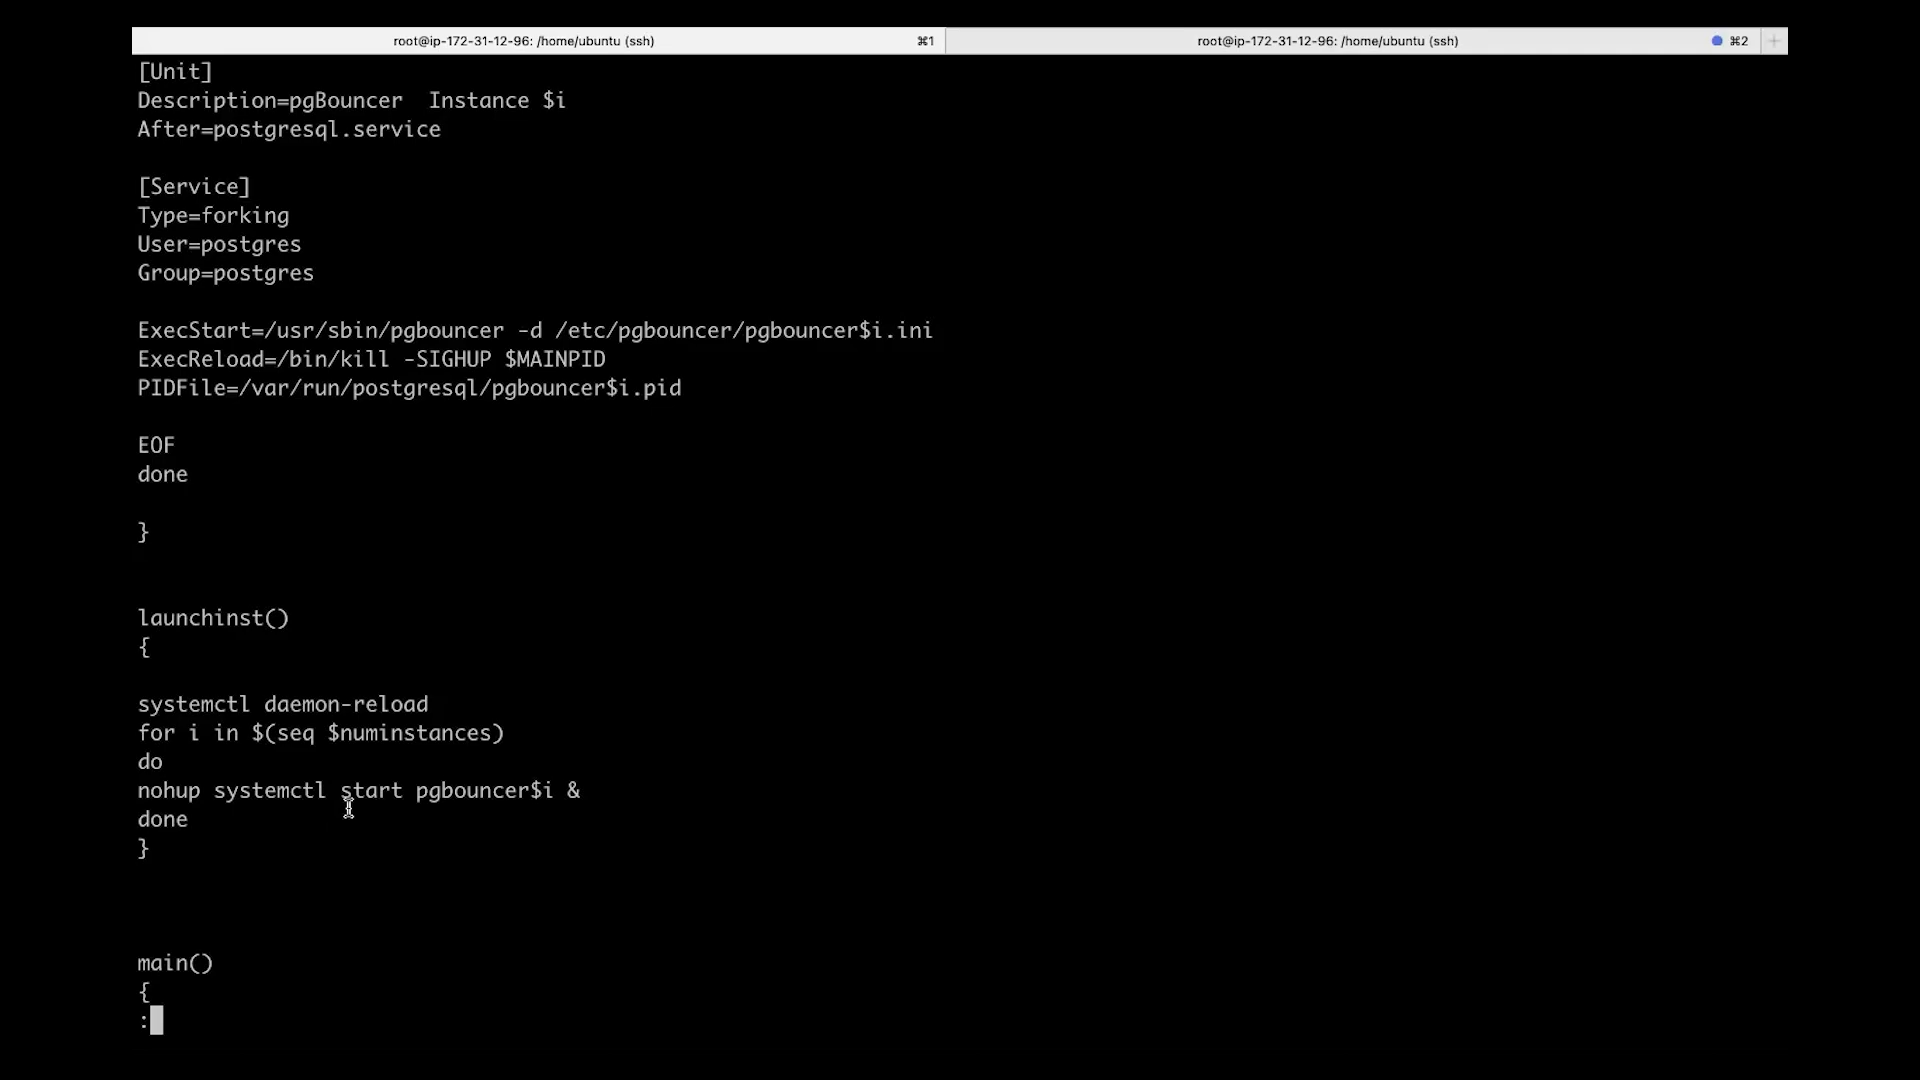 root@ip-172-31-12-96: /home/ubuntu (ssh) ⌘1
root@ip-172-31-12-96: /home/ubuntu (ssh) ⌘2 +
[Unit]
Description=pgBouncer  Instance $i
After=postgresql.service
[Service]
Type=forking
User=postgres
Group=postgres
ExecStart=/usr/sbin/pgbouncer -d /etc/pgbouncer/pgbouncer$i.ini
ExecReload=/bin/kill -SIGHUP $MAINPID
PIDFile=/var/run/postgresql/pgbouncer$i.pid
EOF
done
}
launchinst()
{
systemctl daemon-reload
for i in $(seq $numinstances)
do
nohup systemctl start pgbouncer$i &
done
}
main()
{
: